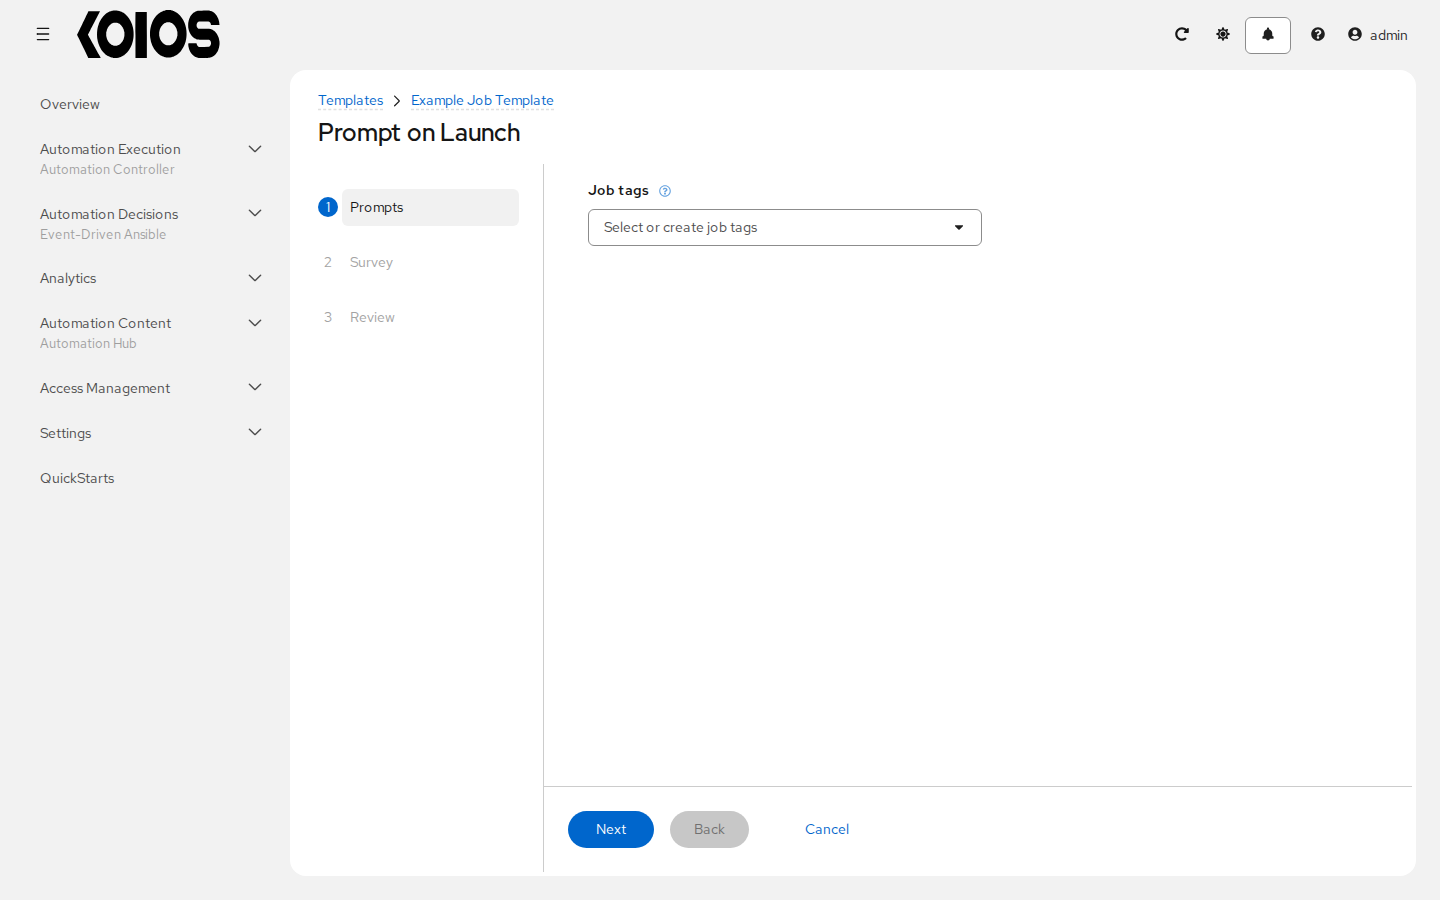 KOIOS
admin
Overview
Automation Execution
Automation Controller
Automation Decisions
Event-Driven Ansible
Analytics
Automation Content
Automation Hub
Access Management
Settings
QuickStarts
Templates
Example Job Template
Prompt on Launch
1 Prompts
2 Survey
3 Review
Job tags
Select or create job tags
Next
Back
Cancel